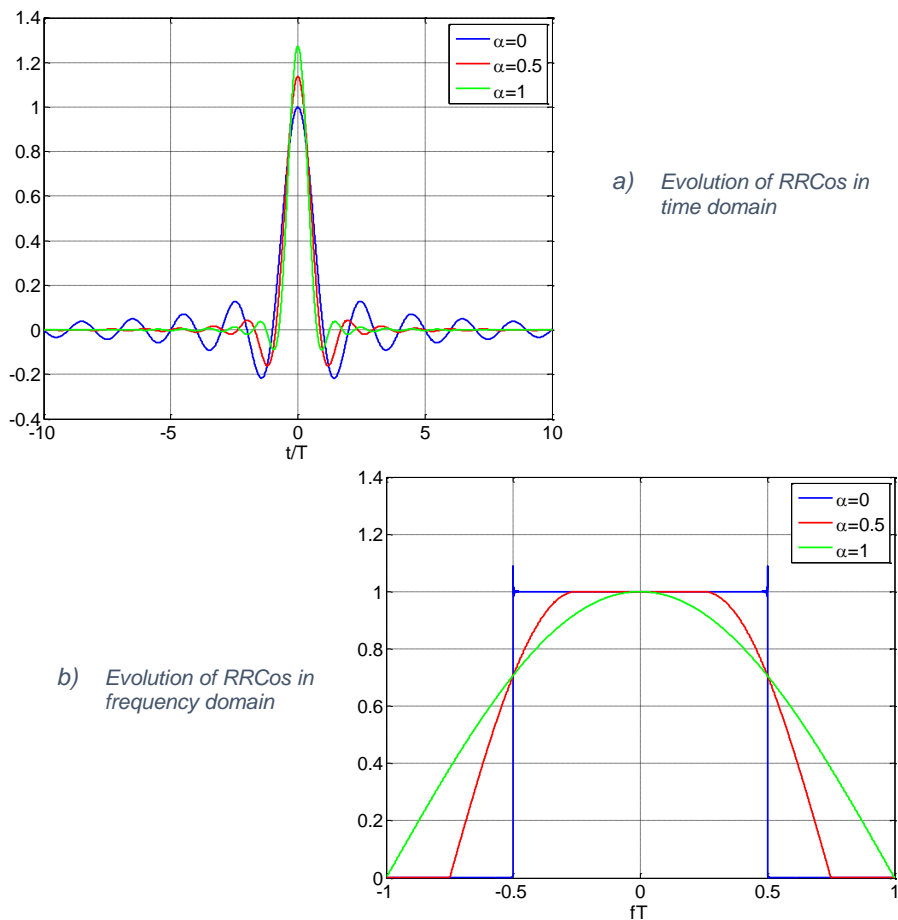 1.4
1.2
1
0.8
0.6
0.4
0.2
0
-0.2
-0.4
-10
-5
0
5
10
t/T
α=0
α=0.5
α=1
a) Evolution of RRCos in
time domain
b) Evolution of RRCos in
frequency domain
1.4
1.2
1
0.8
0.6
0.4
0.2
0
-1
-0.5
0
0.5
1
fT
α=0
α=0.5
α=1